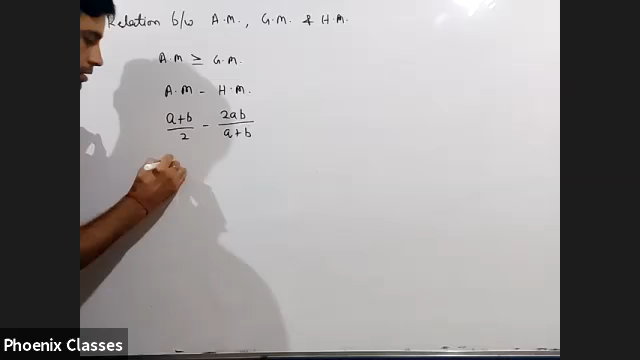 Relation b/w A.M., G.M. & H.M.
A.M ≥ G.M.
A.M. - H.M.
a+b/2 - 2ab/a+b
Phoenix Classes